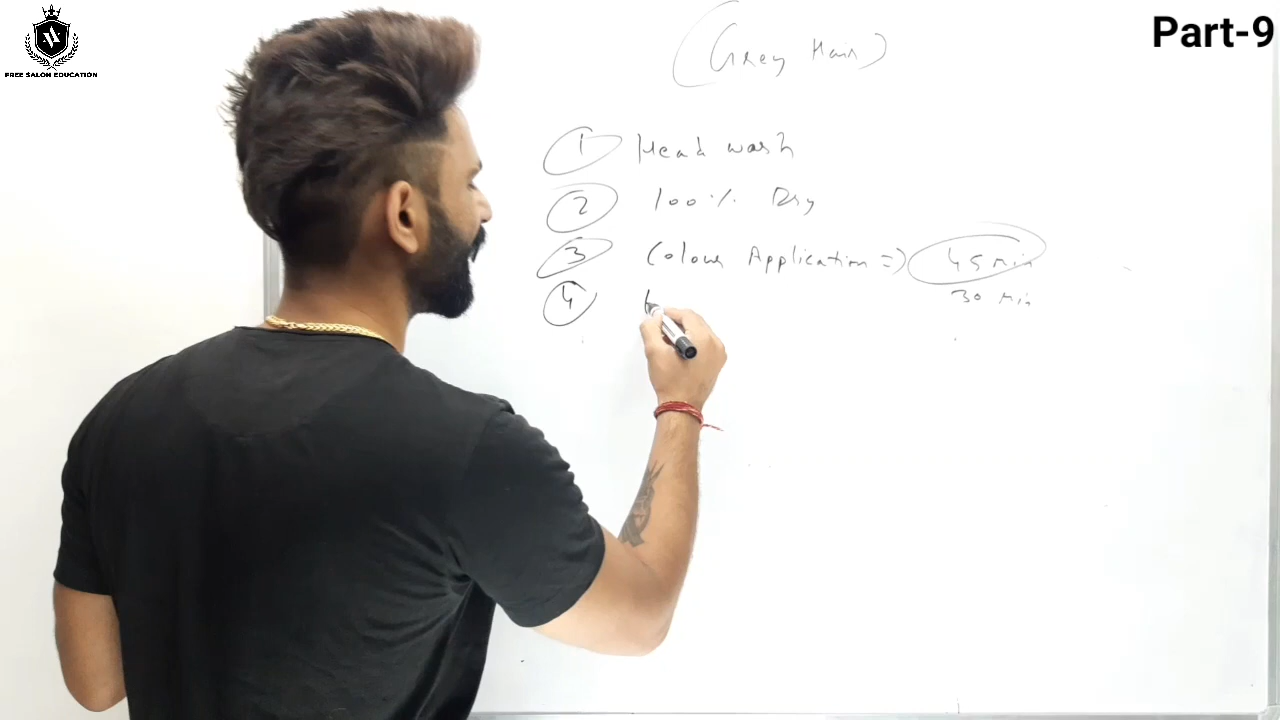 FREE SALON EDUCATION
Part-9
(Grey Hair)
1 Head wash
2 100% Dry
3 Colour Application => 45 Min
30 Min
4